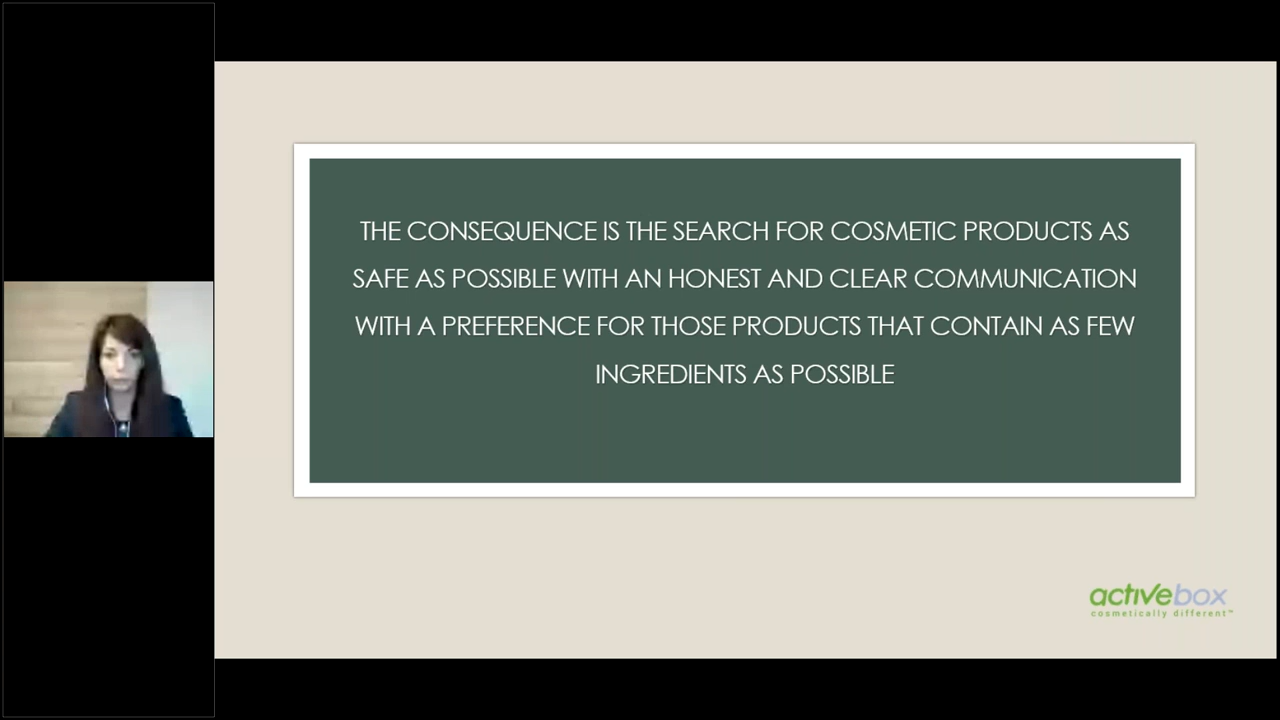 THE CONSEQUENCE IS THE SEARCH FOR COSMETIC PRODUCTS AS
SAFE AS POSSIBLE WITH AN HONEST AND CLEAR COMMUNICATION
WITH A PREFERENCE FOR THOSE PRODUCTS THAT CONTAIN AS FEW
INGREDIENTS AS POSSIBLE
activebox
cosmetically different™